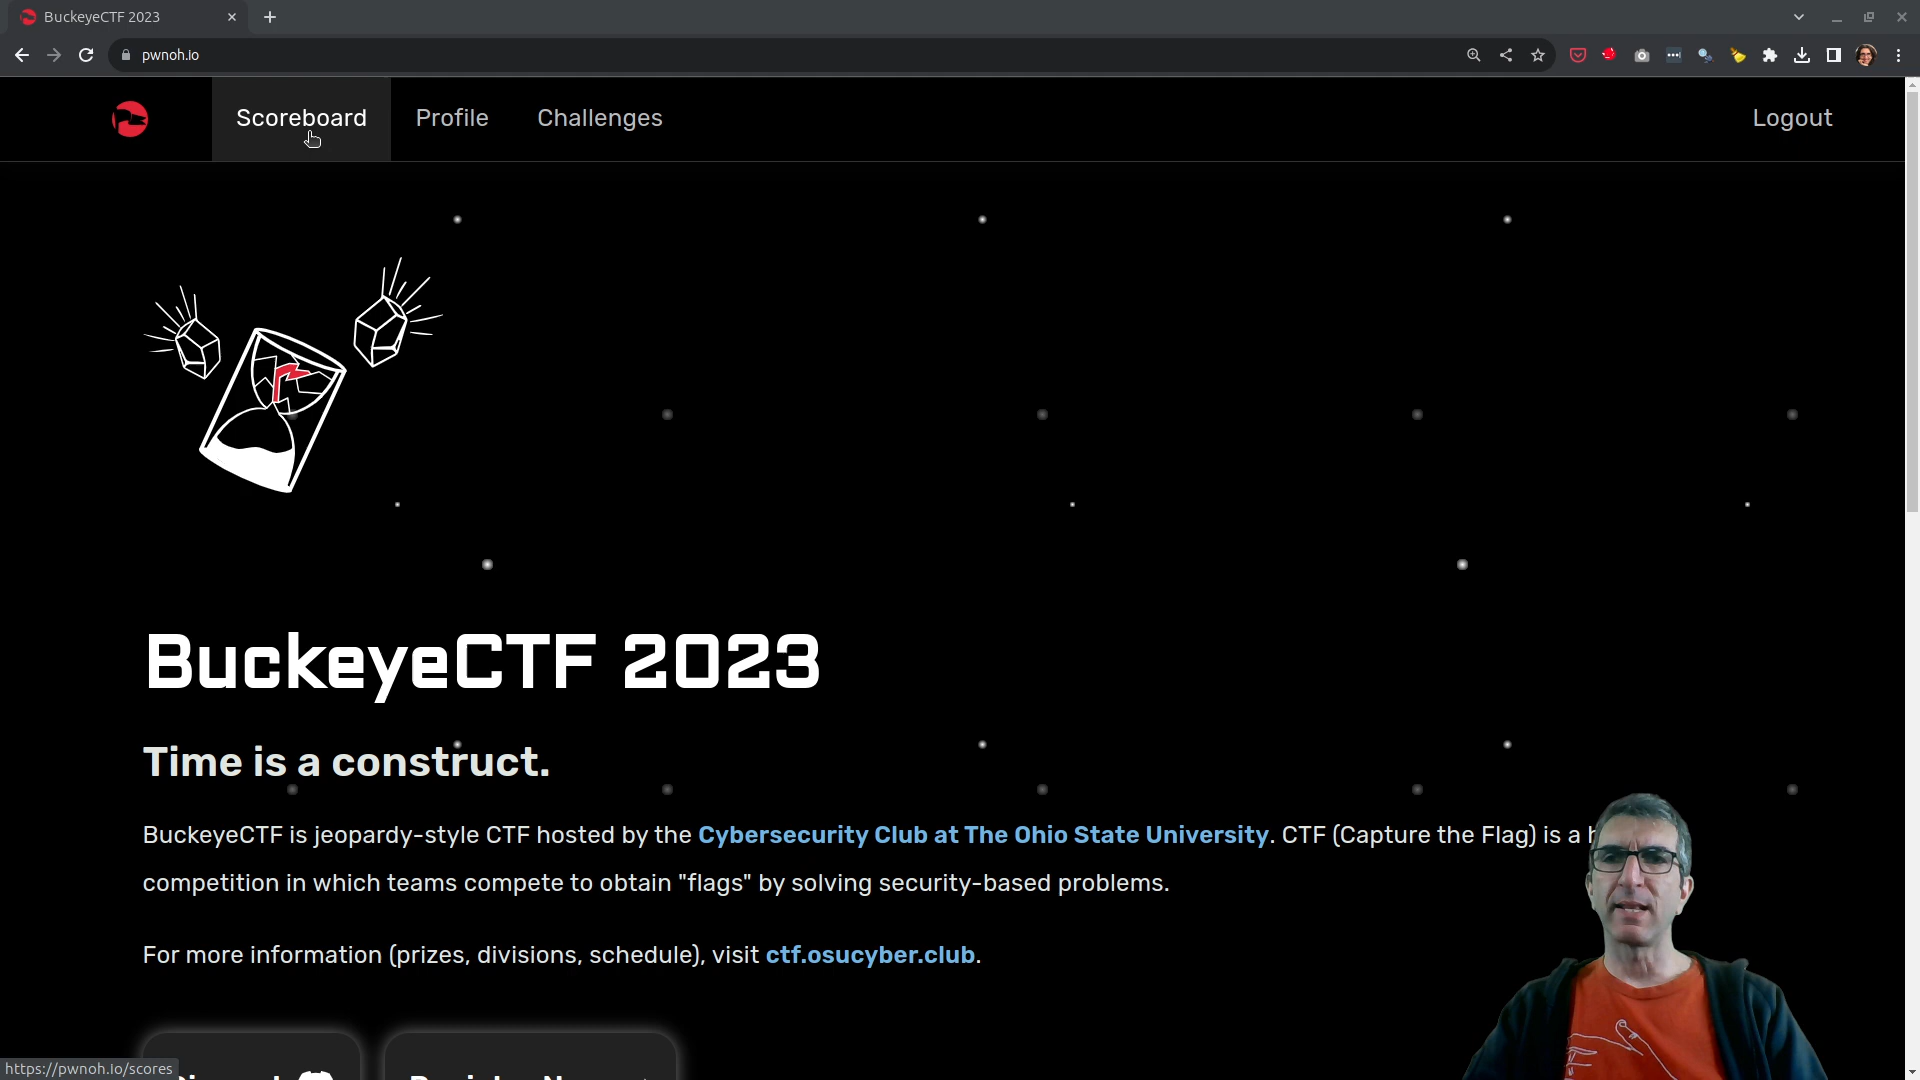 BuckeyeCTF 2023
pwnoh.io
Scoreboard
Profile
Challenges
Logout
BuckeyeCTF 2023
Time is a construct.
BuckeyeCTF is jeopardy-style CTF hosted by the Cybersecurity Club at The Ohio State University. CTF (Capture the Flag) is a
competition in which teams compete to obtain "flags" by solving security-based problems.
For more information (prizes, divisions, schedule), visit ctf.osucyber.club.
https://pwnoh.io/scores